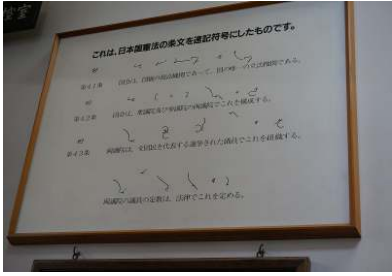 これは、日本国憲法の条文を速記符号にしたものです。
第41条 国会は、国権の最高機関であって、国の唯一の立法機関である。
第42条 国会は、衆議院及び参議院の両議院でこれを構成する。
第43条 両議院は、全国民を代表する選挙された議員でこれを組織する。
両議院の議員の定数は、法律でこれを定める。